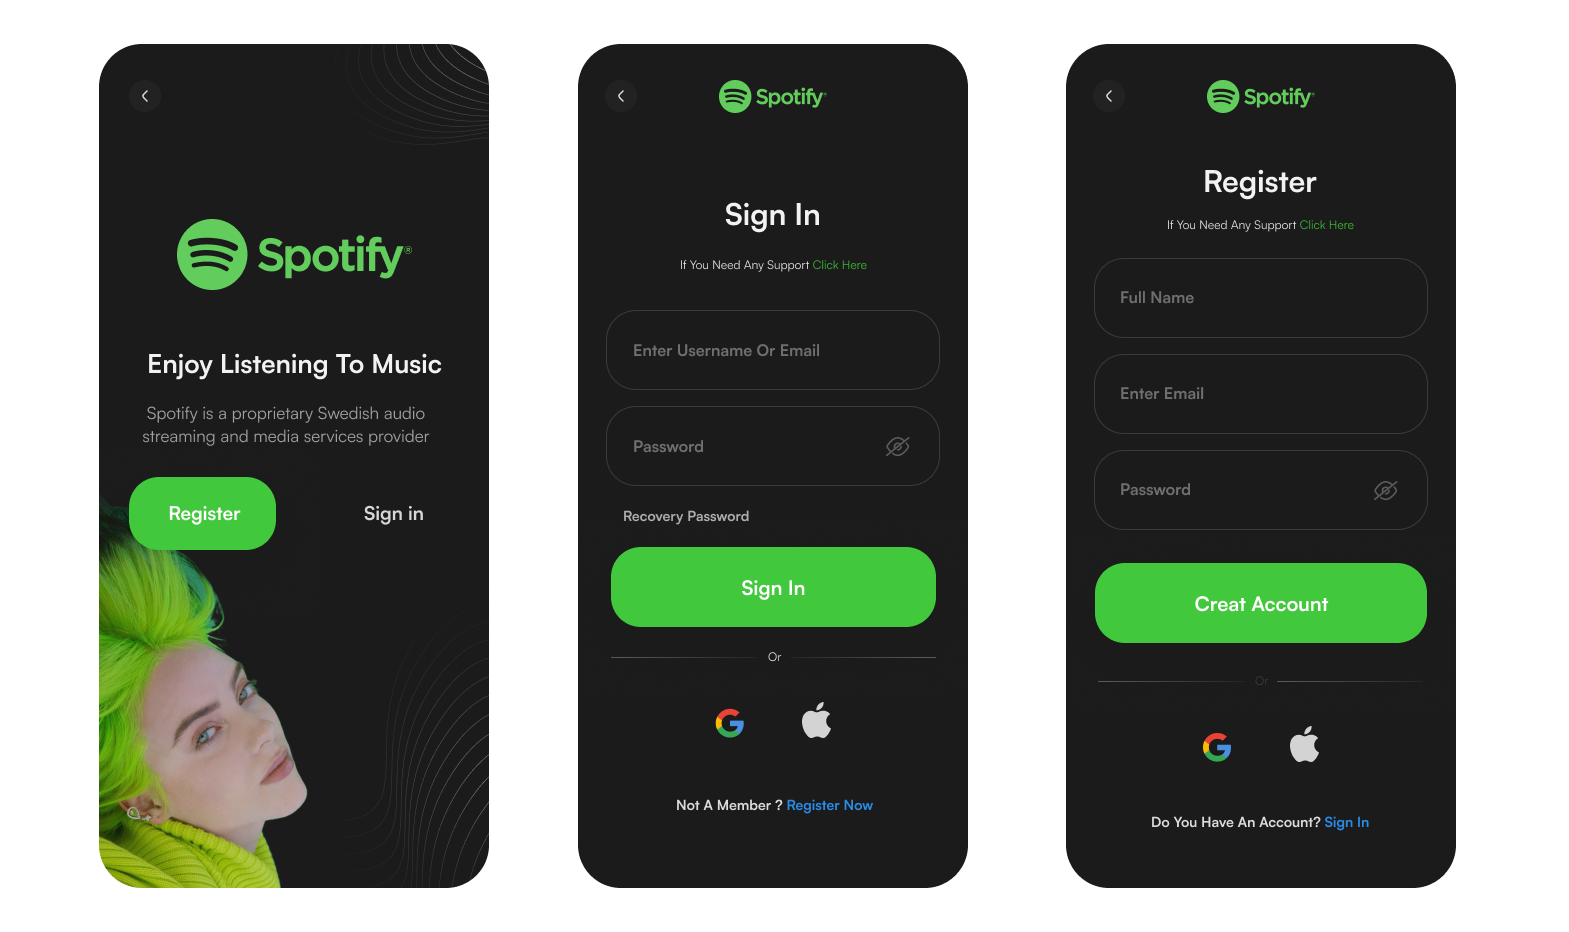 Spotify®
Enjoy Listening To Music
Spotify is a proprietary Swedish audio
streaming and media services provider
Register
Sign in
Spotify
Sign In
If You Need Any Support Click Here
Enter Username Or Email
Password
Recovery Password
Sign In
Or
Not A Member ? Register Now
Spotify
Register
If You Need Any Support Click Here
Full Name
Enter Email
Password
Creat Account
Or
Do You Have An Account? Sign In